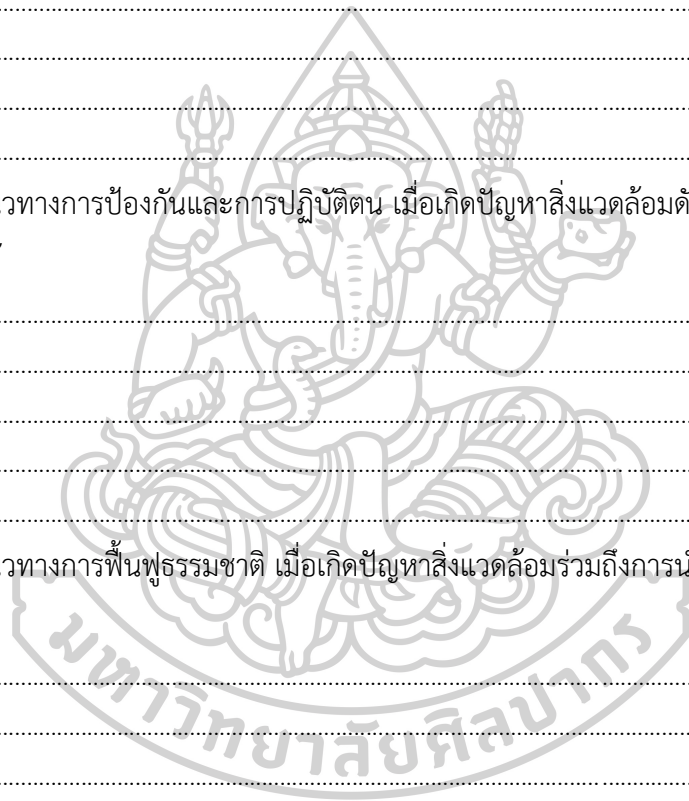 วทางการป้องกันและการปฏิบัติตน เมื่อเกิดปัญหาสิ่งแวดล้อมดั
วทางการฟื้นฟูธรรมชาติ เมื่อเกิดปัญหาสิ่งแวดล้อมร่วมถึงการน
มหาวิทยาลัยศิลปากร